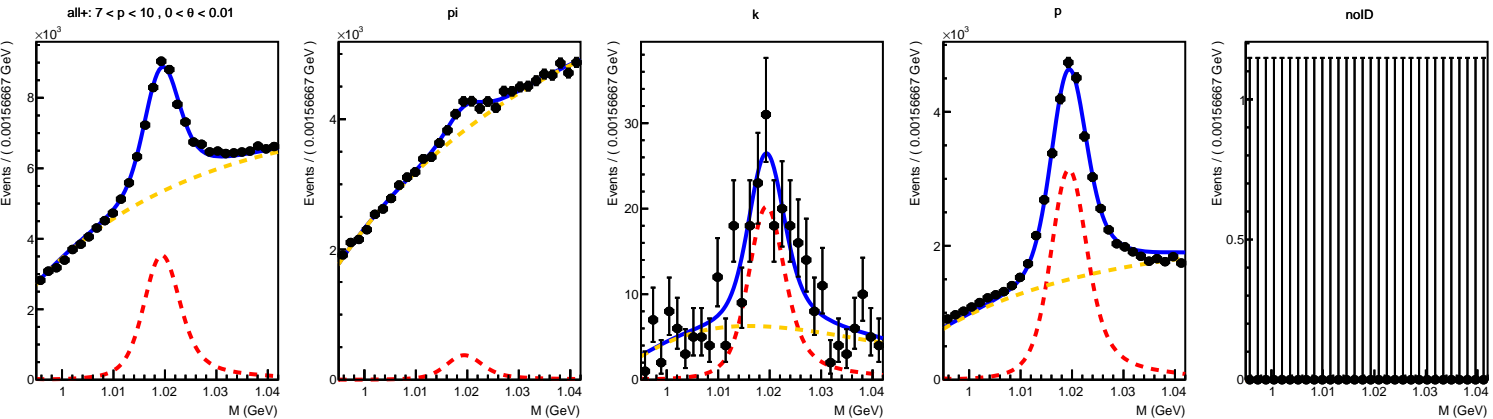 all+: 7 < p < 10 , 0 < θ < 0.01
×10³
Events / ( 0.00156667 GeV )
8
6
4
2
0
1 1.01 1.02 1.03 1.04
M (GeV)
pi
×10³
Events / ( 0.00156667 GeV )
4
2
0
1 1.01 1.02 1.03 1.04
M (GeV)
k
Events / ( 0.00156667 GeV )
30
20
10
0
1 1.01 1.02 1.03 1.04
M (GeV)
p
×10³
Events / ( 0.00156667 GeV )
4
2
0
1 1.01 1.02 1.03 1.04
M (GeV)
noID
Events / ( 0.00156667 GeV )
1
0.5
0
1 1.01 1.02 1.03 1.04
M (GeV)